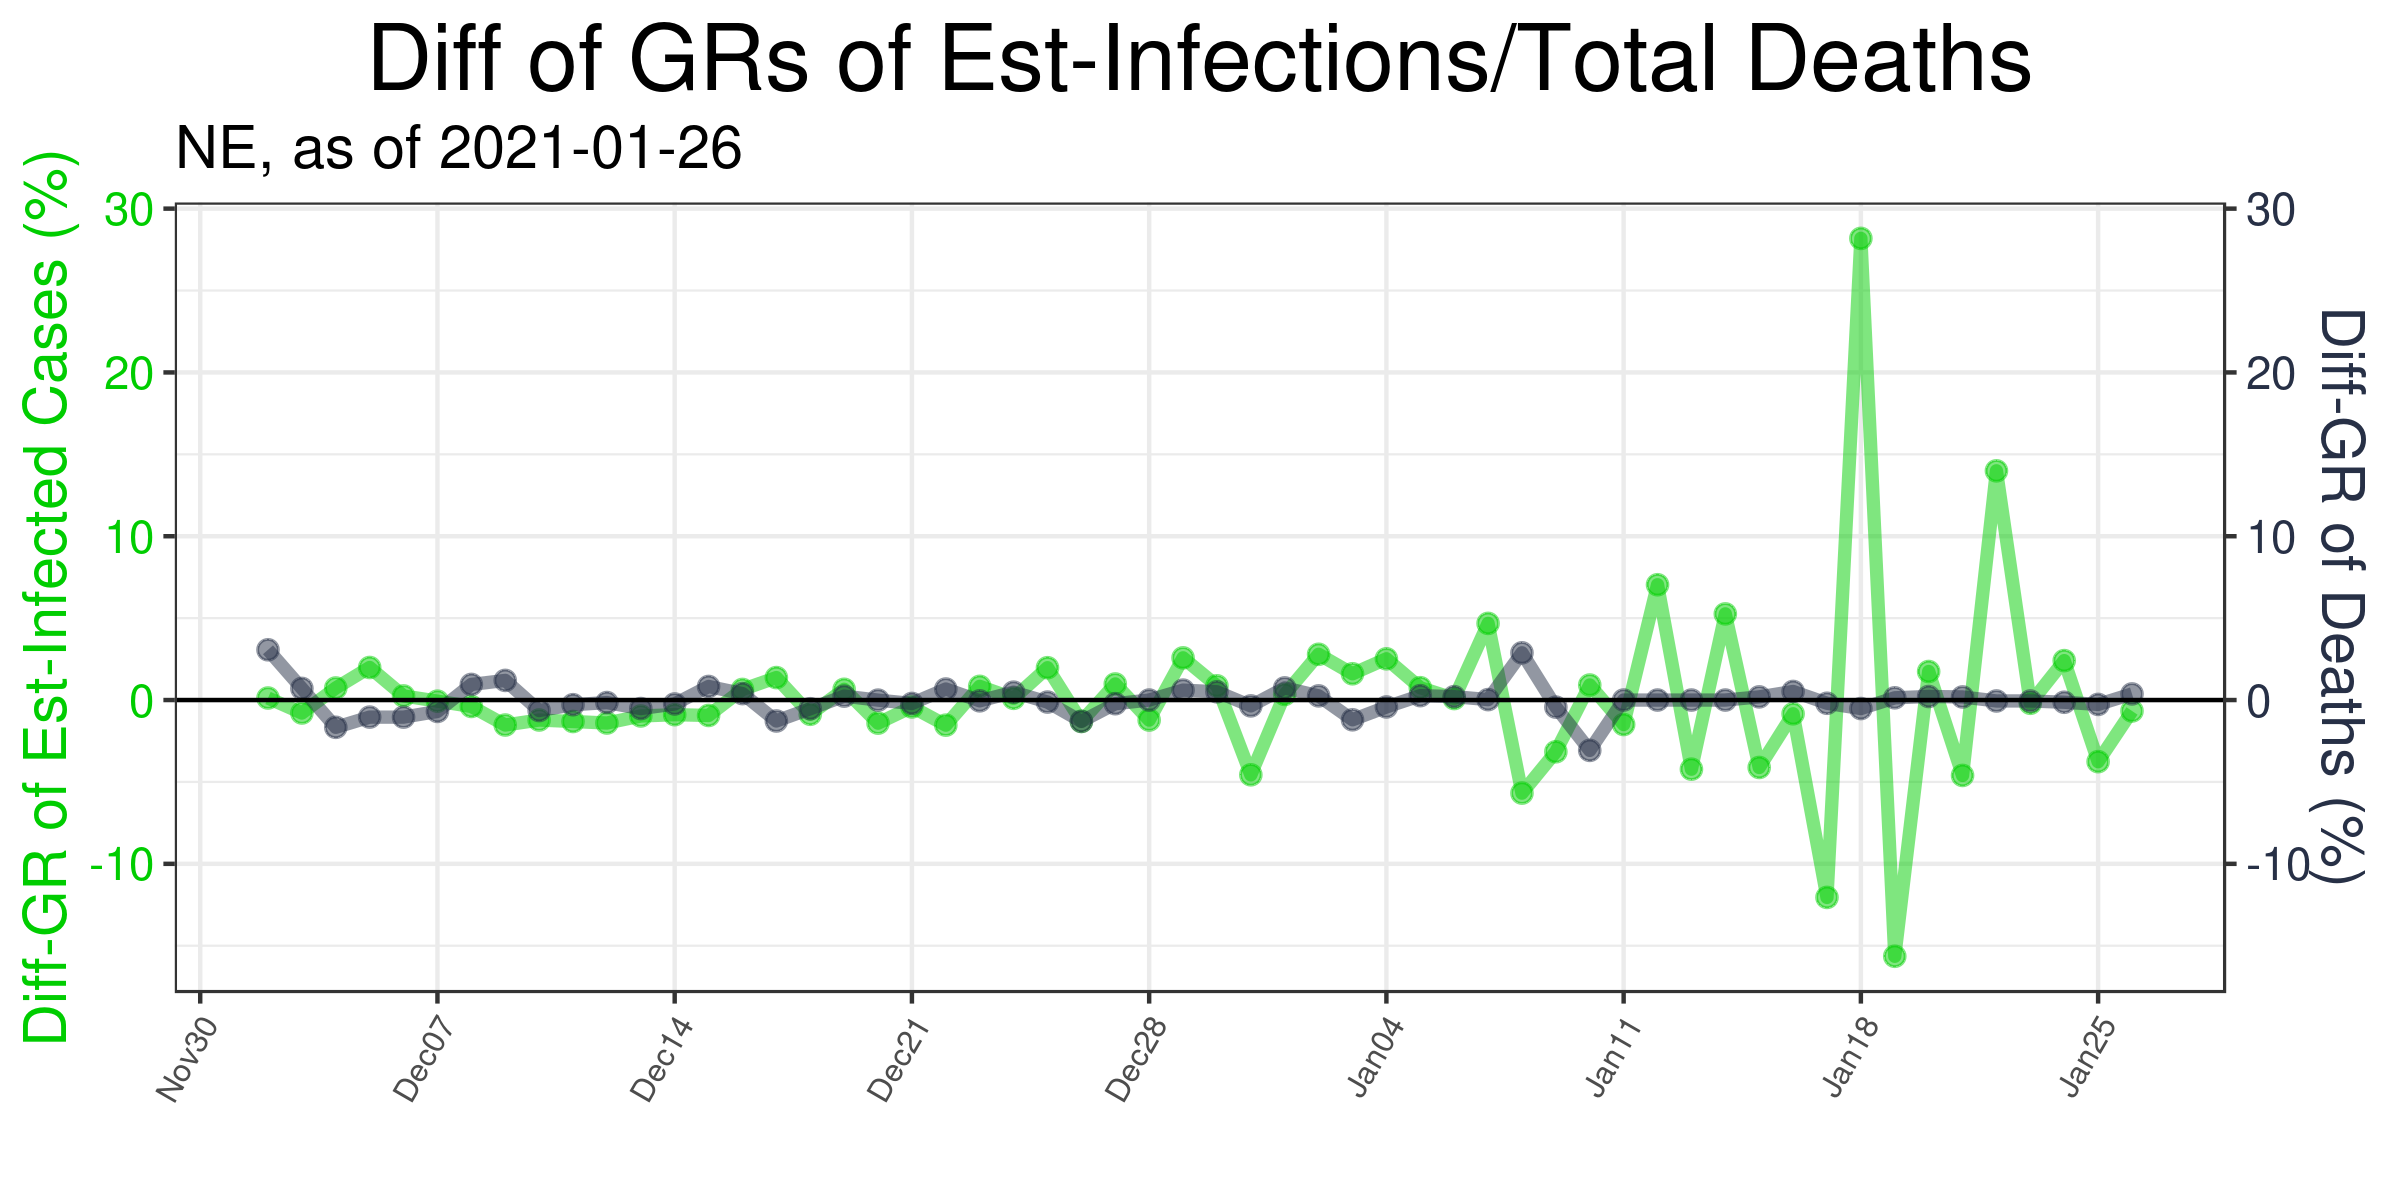 Diff of GRs of Est-Infections/Total Deaths
NE, as of 2021-01-26
Diff-GR of Est-Infected Cases (%)
30
20
10
0
-10
30
20
10
0
-10
Diff-GR of Deaths (%)
Nov30
Dec07
Dec14
Dec21
Dec28
Jan04
Jan11
Jan18
Jan25